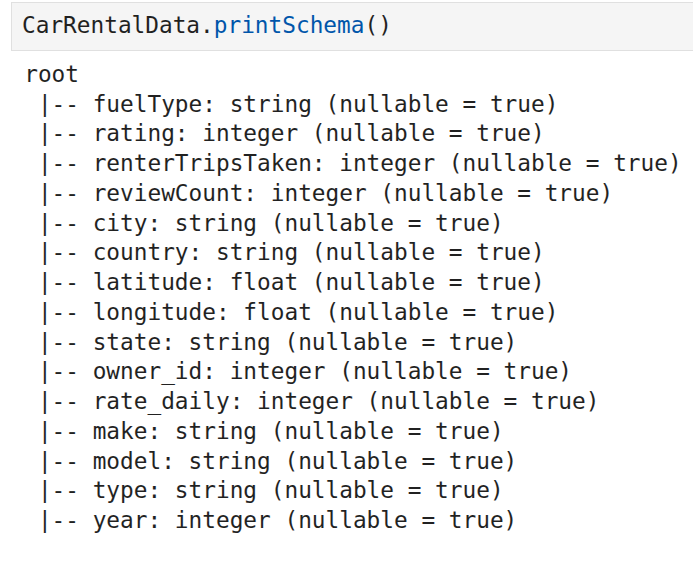 CarRentalData.printSchema()
root
 |-- fuelType: string (nullable = true)
 |-- rating: integer (nullable = true)
 |-- renterTripsTaken: integer (nullable = true)
 |-- reviewCount: integer (nullable = true)
 |-- city: string (nullable = true)
 |-- country: string (nullable = true)
 |-- latitude: float (nullable = true)
 |-- longitude: float (nullable = true)
 |-- state: string (nullable = true)
 |-- owner_id: integer (nullable = true)
 |-- rate_daily: integer (nullable = true)
 |-- make: string (nullable = true)
 |-- model: string (nullable = true)
 |-- type: string (nullable = true)
 |-- year: integer (nullable = true)